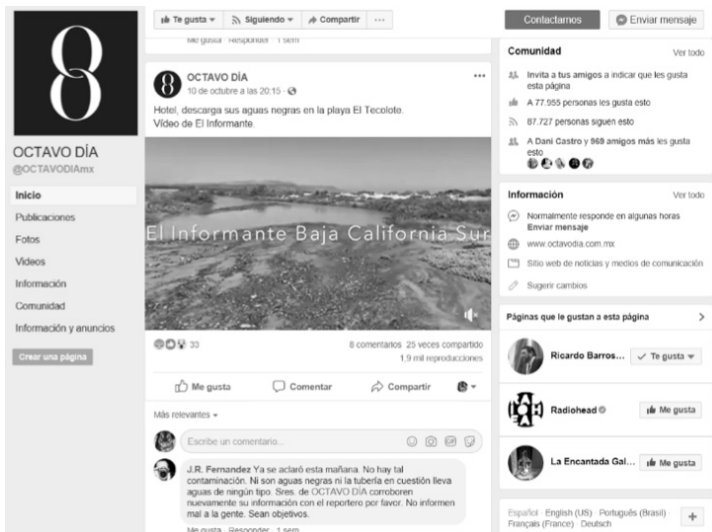 Te gusta
Siguiendo
Compartir
Contactarnos
Enviar mensaje
8
OCTAVO DÍA
@OCTAVODIAmx
Inicio
Publicaciones
Fotos
Videos
Información
Comunidad
Información y anuncios
Crear una página
Me gusta · Responder · 1 sem
8
OCTAVO DÍA
10 de octubre a las 20:15 ·
Hotel, descarga sus aguas negras en la playa El Tecolote.
Vídeo de El Informante.
El Informante Baja California Sur
33
8 comentarios 25 veces compartido
1,9 mil reproducciones
Me gusta
Comentar
Compartir
Más relevantes
Escribe un comentario...
GIF
J.R. Fernandez Ya se aclaró esta mañana. No hay tal
contaminación. Ni son aguas negras ni la tubería en cuestión lleva
aguas de ningún tipo. Sres. de OCTAVO DÍA corroboren
nuevamente su información con el reportero por favor. No informen
mal a la gente. Sean objetivos.
Me gusta · Responder · 1 sem
Comunidad
Ver todo
Invita a tus amigos a indicar que les gusta
esta página
A 77.955 personas les gusta esto
87.727 personas siguen esto
A Dani Castro y 969 amigos más les gusta
esto
Información
Ver todo
Normalmente responde en algunas horas
Enviar mensaje
www.octavodia.com.mx
Sitio web de noticias y medios de comunicación
Sugerir cambios
Páginas que le gustan a esta página
Ricardo Barros...
Te gusta
Radiohead
Me gusta
La Encantada Gal...
Me gusta
Español · English (US) · Português (Brasil) ·
Français (France) · Deutsch